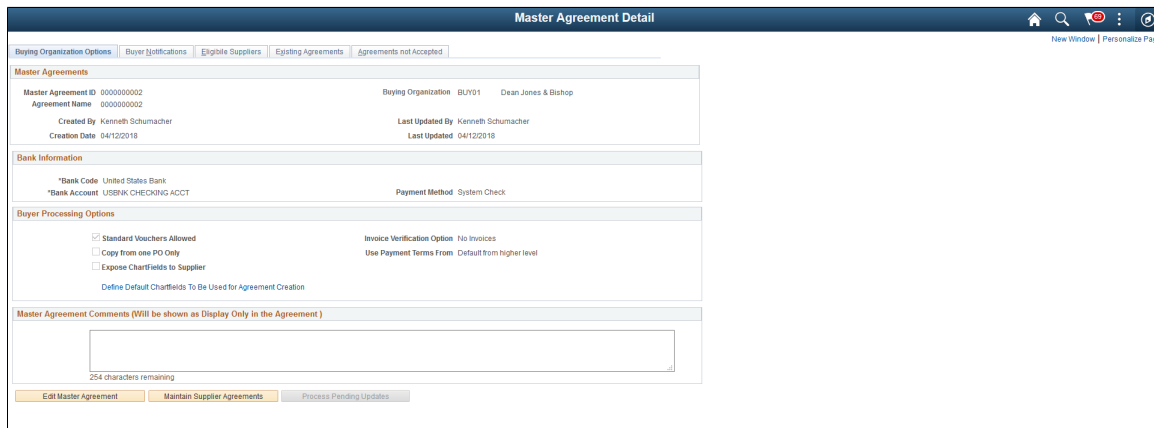 Master Agreement Detail
69
New Window | Personalize Pag
Buying Organization Options
Buyer Notifications
Eligibile Suppliers
Existing Agreements
Agreements not Accepted
Master Agreements
Master Agreement ID 0000000002
Buying Organization BUY01 Dean Jones & Bishop
Agreement Name 0000000002
Created By Kenneth Schumacher
Last Updated By Kenneth Schumacher
Creation Date 04/12/2018
Last Updated 04/12/2018
Bank Information
*Bank Code United States Bank
*Bank Account USBNK CHECKING ACCT
Payment Method System Check
Buyer Processing Options
Standard Vouchers Allowed
Invoice Verification Option No Invoices
Copy from one PO Only
Use Payment Terms From Default from higher level
Expose ChartFields to Supplier
Define Default Chartfields To Be Used for Agreement Creation
Master Agreement Comments (Will be shown as Display Only in the Agreement )
254 characters remaining
Edit Master Agreement
Maintain Supplier Agreements
Process Pending Updates